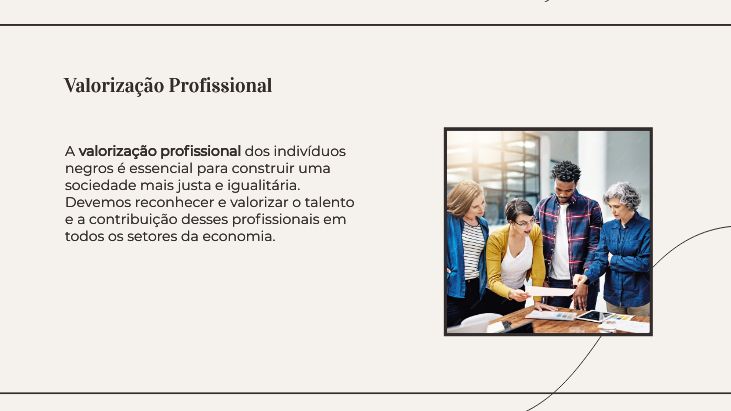 Valorização Profissional
A valorização profissional dos indivíduos
negros é essencial para construir uma
sociedade mais justa e igualitária.
Devemos reconhecer e valorizar o talento
e a contribuição desses profissionais em
todos os setores da economia.